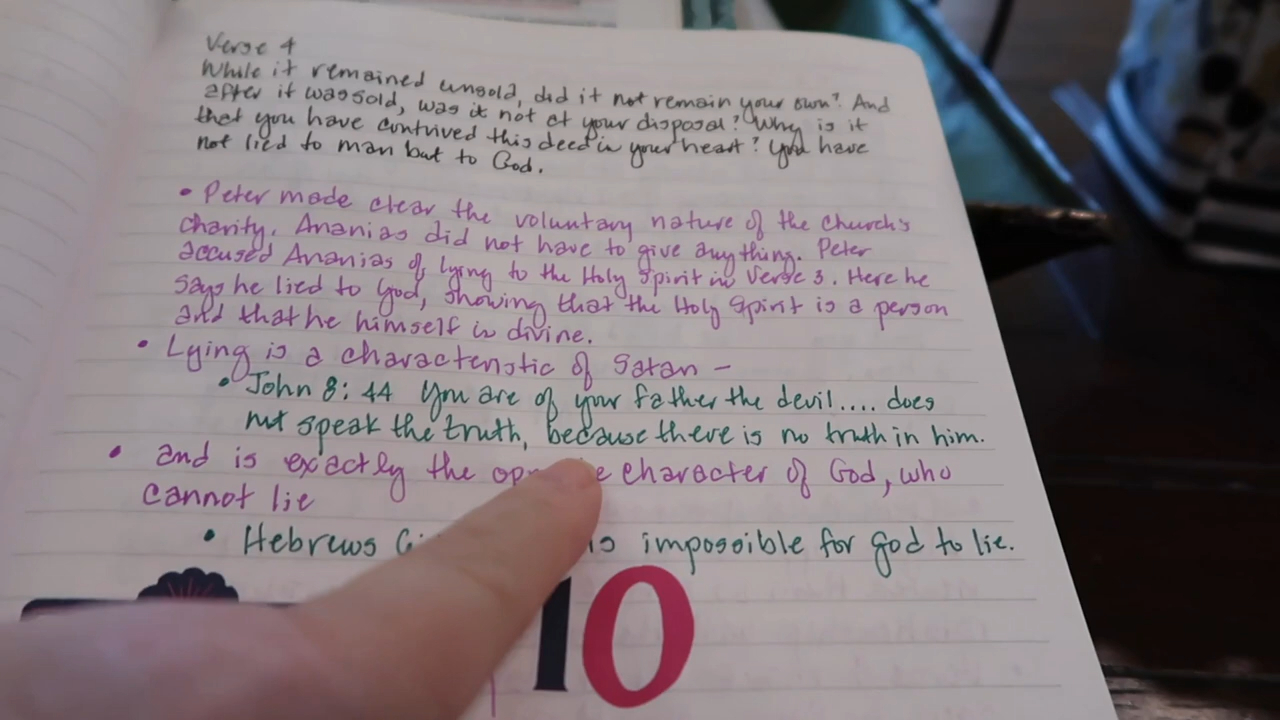 Verse 4
While it remained unsold, did it not remain your own? And
after it was sold, was it not at your disposal? Why is it
that you have contrived this deed in your heart? You have
not lied to man but to God.
• Peter made clear the voluntary nature of the Church's
charity. Ananias did not have to give anything. Peter
accused Ananias of lying to the Holy Spirit in Verse 3. Here he
says he lied to God, showing that the Holy Spirit is a person
and that he himself is divine.
• Lying is a characteristic of Satan –
• John 8:44 You are of your father the devil.... does
not speak the truth, because there is no truth in him.
• and is exactly the character of God, who
cannot lie
• Hebrews is impossible for god to lie.
10